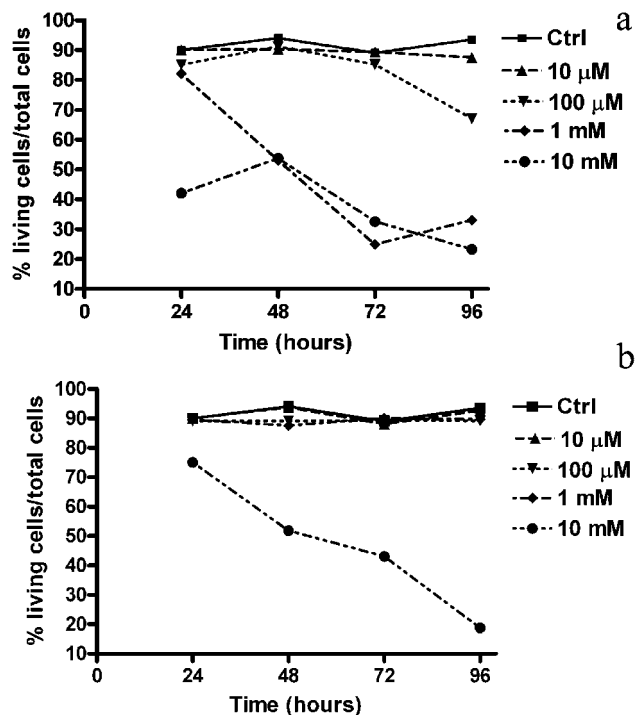 a
% living cells/total cells
100
90
80
70
60
50
40
30
20
10
0
24
48
72
96
Time (hours)
Ctrl
10 μM
100 μM
1 mM
10 mM
b
% living cells/total cells
100
90
80
70
60
50
40
30
20
10
0
24
48
72
96
Time (hours)
Ctrl
10 μM
100 μM
1 mM
10 mM